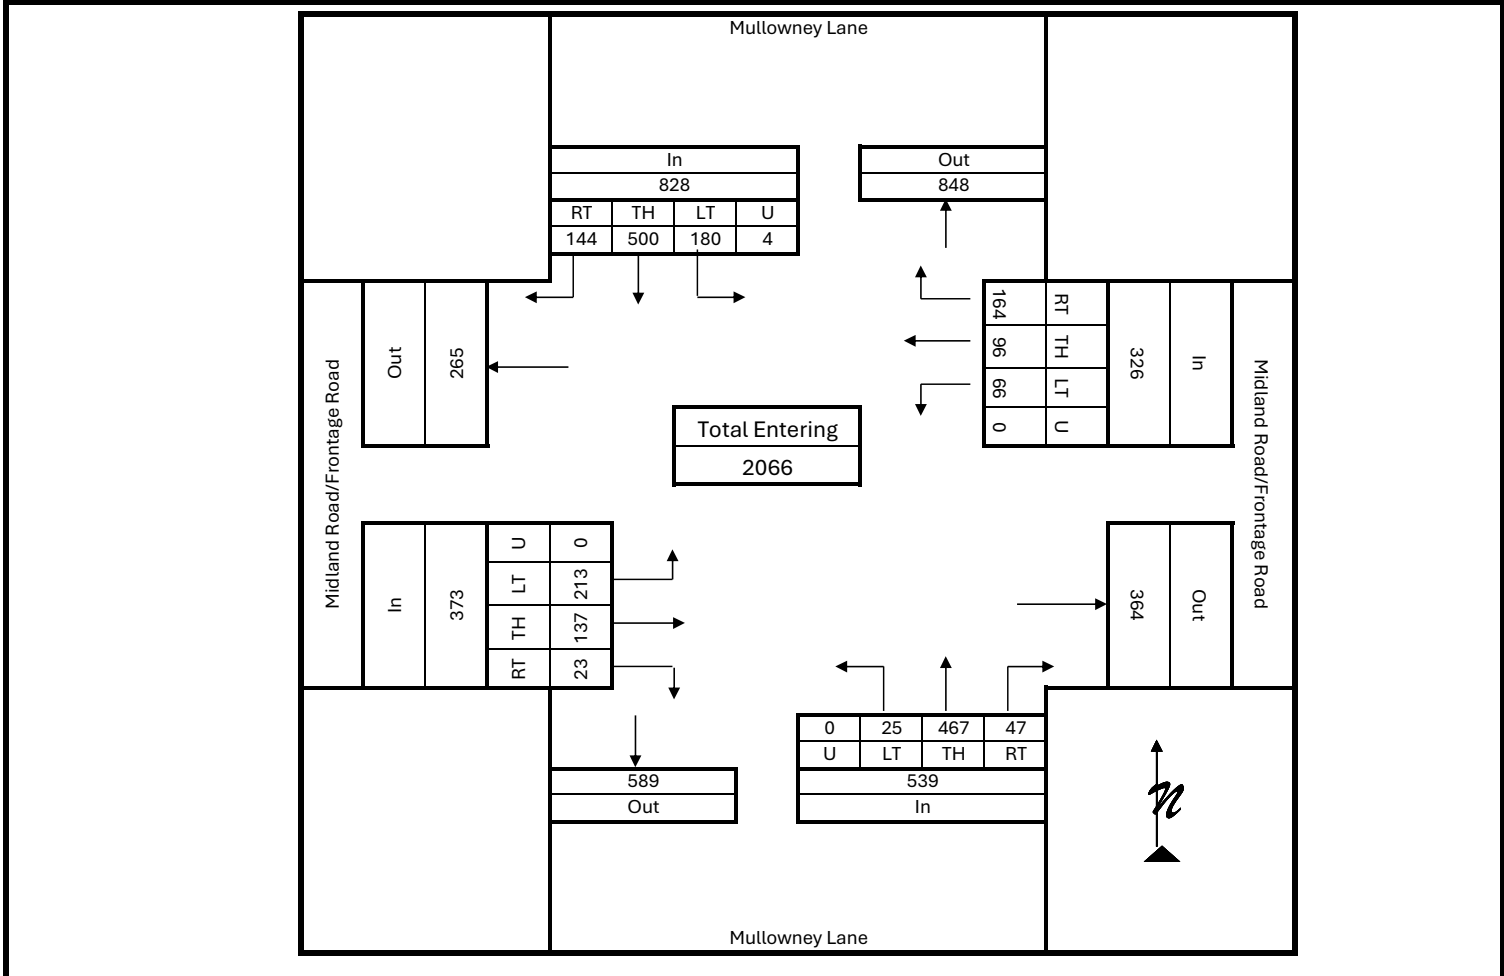 Mullowney Lane
In
828
RT TH LT U
144 500 180 4
Out
848
Midland Road/Frontage Road
Out
265
164 RT
96 TH
66 LT
0 U
326
In
Midland Road/Frontage Road
Total Entering
2066
In
373
U 0
LT 213
TH 137
RT 23
364
Out
589
Out
0 25 467 47
U LT TH RT
539
In
n
Mullowney Lane